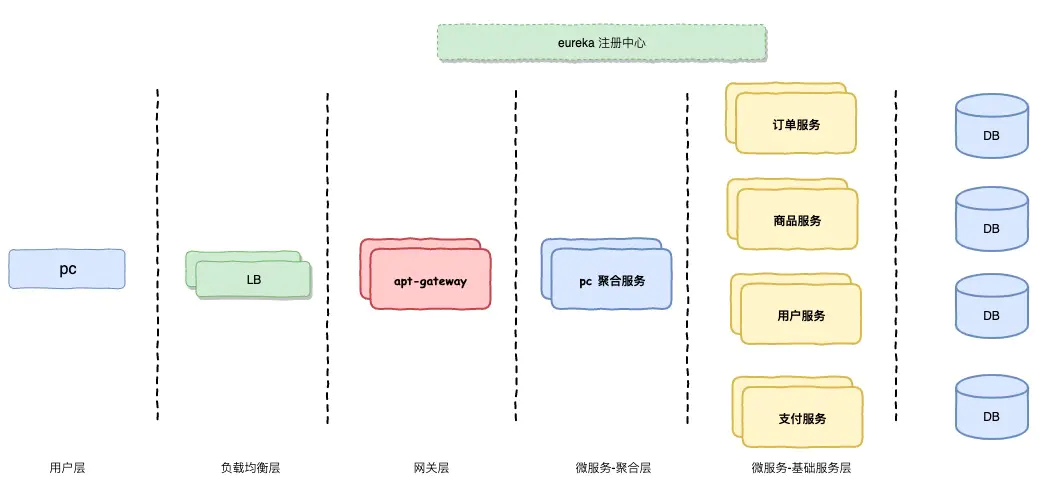 eureka 注册中心
pc
LB
apt-gateway
pc 聚合服务
订单服务
商品服务
用户服务
支付服务
DB
DB
DB
DB
用户层
负载均衡层
网关层
微服务-聚合层
微服务-基础服务层